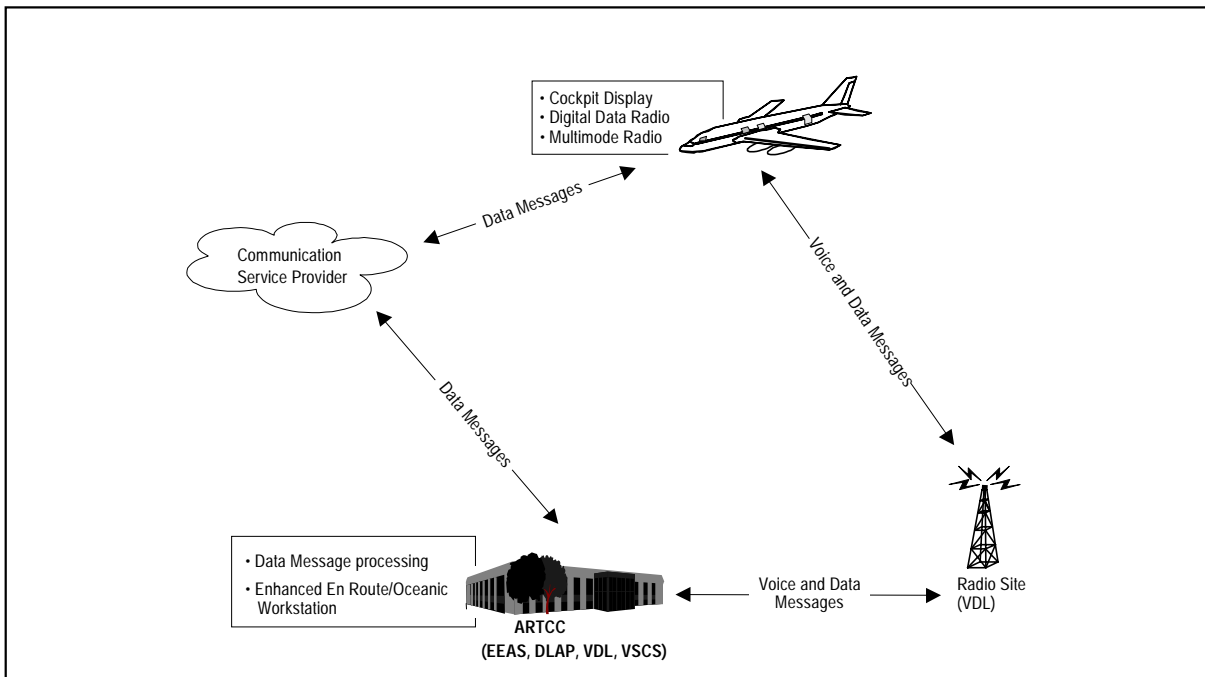 • Cockpit Display
• Digital Data Radio
• Multimode Radio
Data Messages
Communication
Service Provider
Voice and Data Messages
Data Messages
• Data Message processing
• Enhanced En Route/Oceanic
Workstation
ARTCC
(EEAS, DLAP, VDL, VSCS)
Voice and Data
Messages
Radio Site
(VDL)